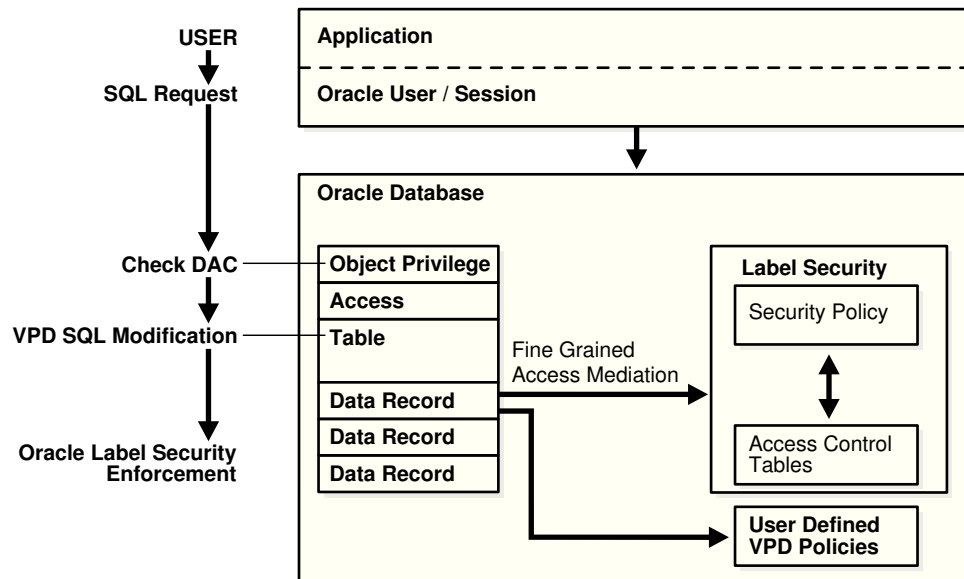 USER
SQL Request
Check DAC
VPD SQL Modification
Oracle Label Security
Enforcement
Application
Oracle User / Session
Oracle Database
Object Privilege
Access
Table
Data Record
Data Record
Data Record
Fine Grained
Access Mediation
Label Security
Security Policy
Access Control
Tables
User Defined
VPD Policies